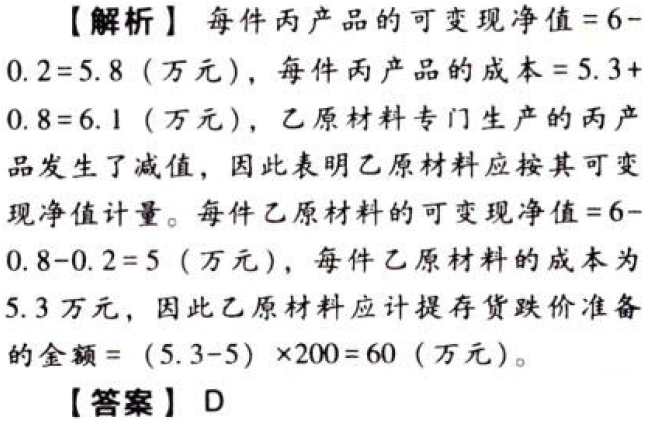 【解析】 每件丙产品的可变现净值=6-
0.2=5.8（万元），每件丙产品的成本=5.3+
0.8=6.1（万元），乙原材料专门生产的丙产
品发生了减值，因此表明乙原材料应按其可变
现净值计量。每件乙原材料的可变现净值=6-
0.8-0.2=5（万元），每件乙原材料的成本为
5.3万元，因此乙原材料应计提存货跌价准备
的金额=（5.3-5）×200=60（万元）。
【答案】 D